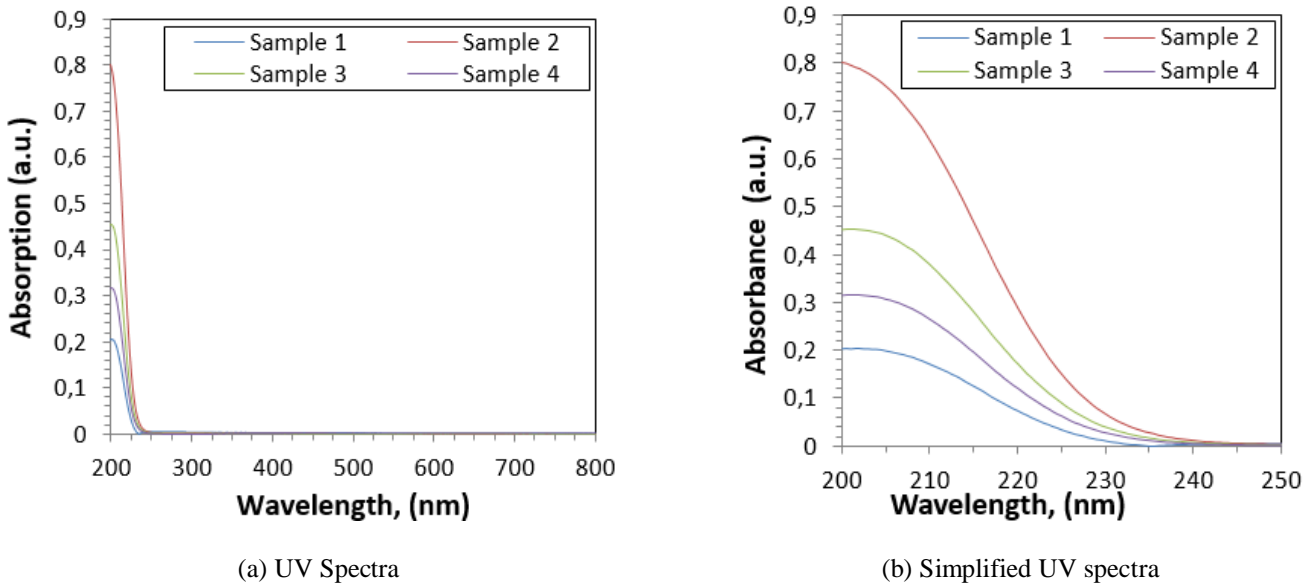 0,9
0,8
0,7
0,6
0,5
0,4
0,3
0,2
0,1
0
Absorption (a.u.)
Sample 1 Sample 2
Sample 3 Sample 4
200 300 400 500 600 700 800
Wavelength, (nm)
(a) UV Spectra
0,9
0,8
0,7
0,6
0,5
0,4
0,3
0,2
0,1
0
Absorbance (a.u.)
Sample 1 Sample 2
Sample 3 Sample 4
200 210 220 230 240 250
Wavelength, (nm)
(b) Simplified UV spectra